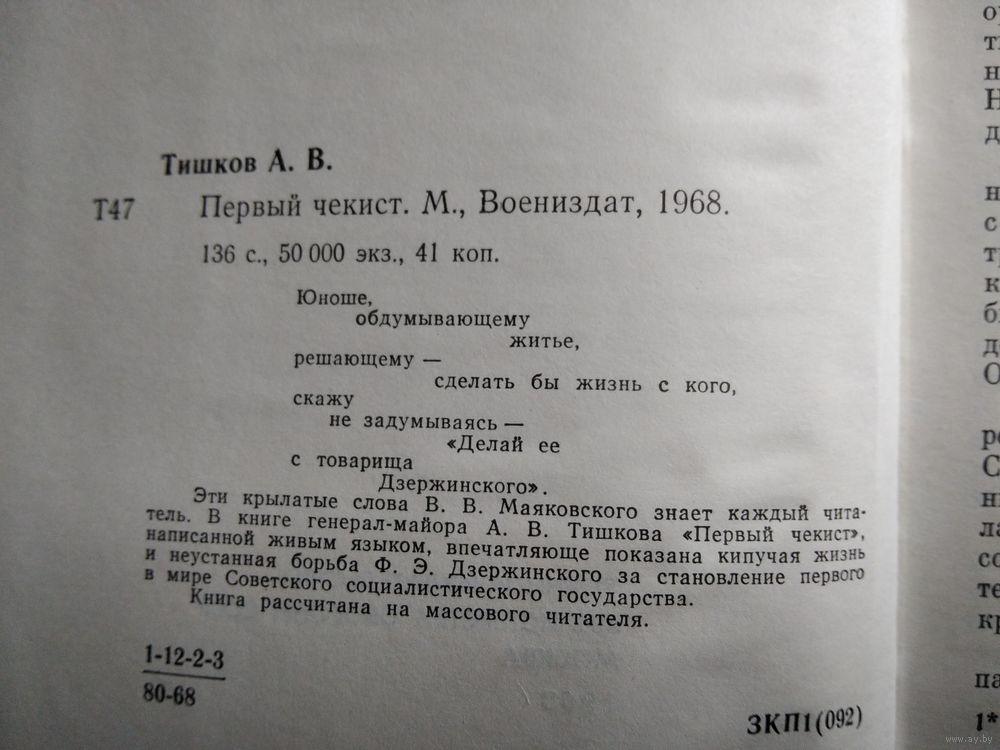 Тишков А. В.
Т47
Первый чекист. М., Воениздат, 1968.
136 с., 50 000 экз., 41 коп.
Юноше,
обдумывающему
житье,
решающему —
сделать бы жизнь с кого,
скажу
не задумываясь —
«Делай ее
с товарища
Дзержинского».
Эти крылатые слова В. В. Маяковского знает каждый чита-
тель. В книге генерал-майора А. В. Тишкова «Первый чекист»,
написанной живым языком, впечатляюще показана кипучая жизнь
и неустанная борьба Ф. Э. Дзержинского за становление первого
в мире Советского социалистического государства.
Книга рассчитана на массового читателя.
1-12-2-3
80-68
ЗКП1(092)
1*
www.ay.by